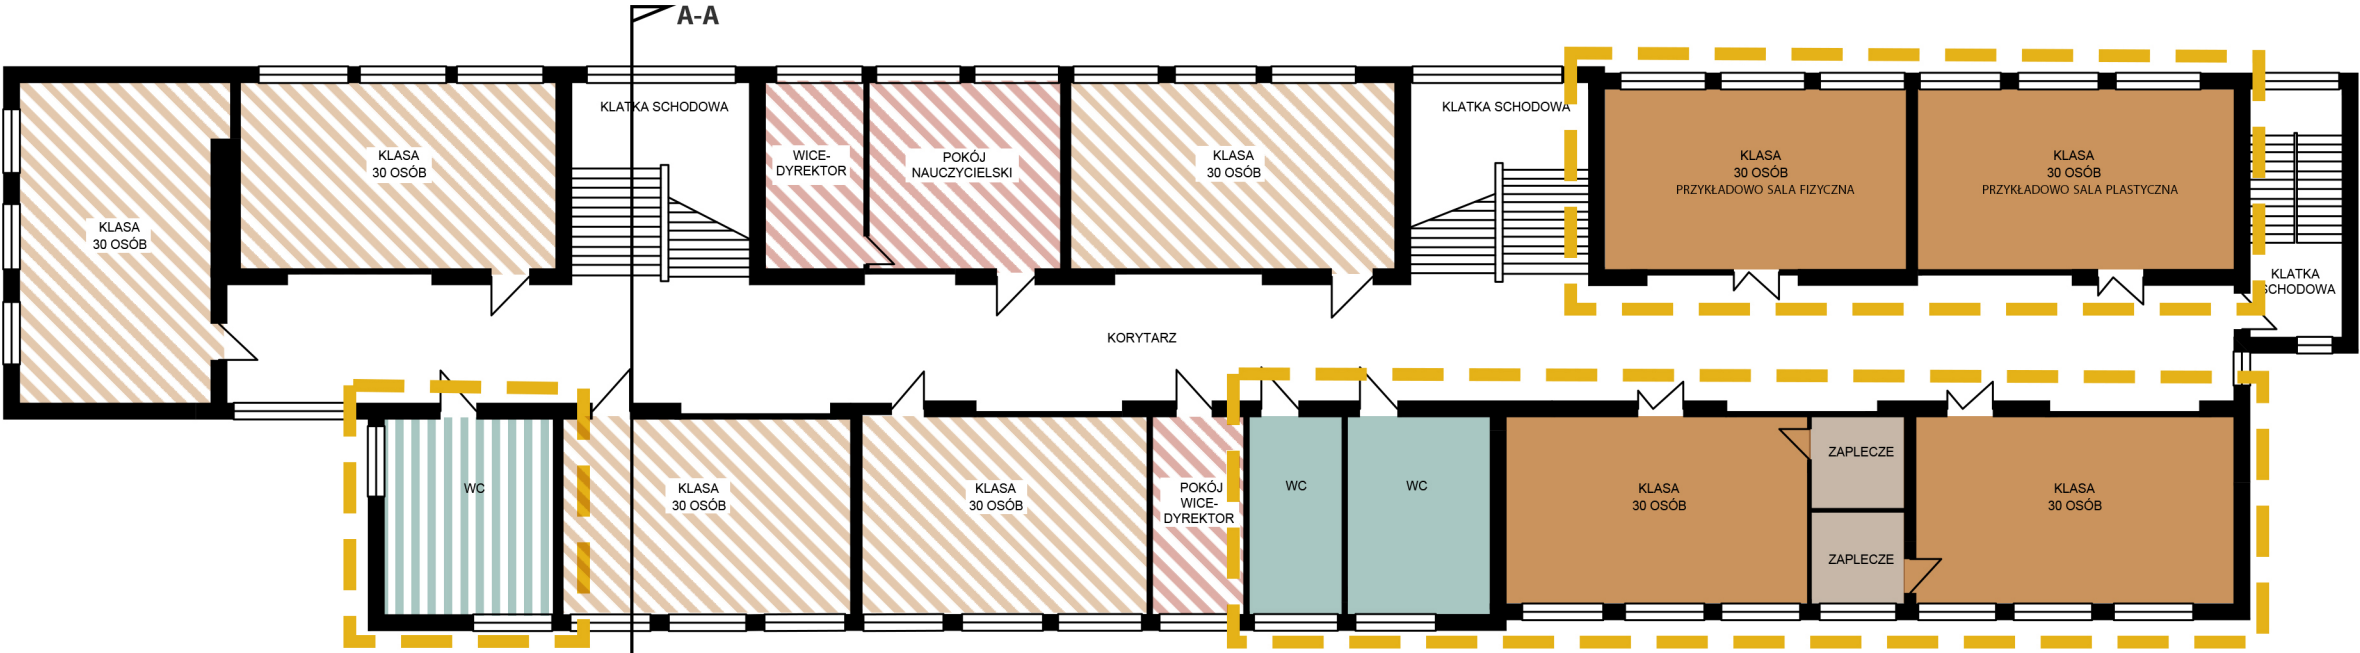 A-A
KLATKA SCHODOWA
KLATKA SCHODOWA
KLASA
30 OSÓB
KLASA
30 OSÓB
WICE-
DYREKTOR
POKÓJ
NAUCZYCIELSKI
KLASA
30 OSÓB
KLASA
30 OSÓB
PRZYKŁADOWO SALA FIZYCZNA
KLASA
30 OSÓB
PRZYKŁADOWO SALA PLASTYCZNA
KLATKA
SCHODOWA
KORYTARZ
WC
KLASA
30 OSÓB
KLASA
30 OSÓB
POKÓJ
WICE-
DYREKTOR
WC
WC
KLASA
30 OSÓB
ZAPLECZE
ZAPLECZE
KLASA
30 OSÓB